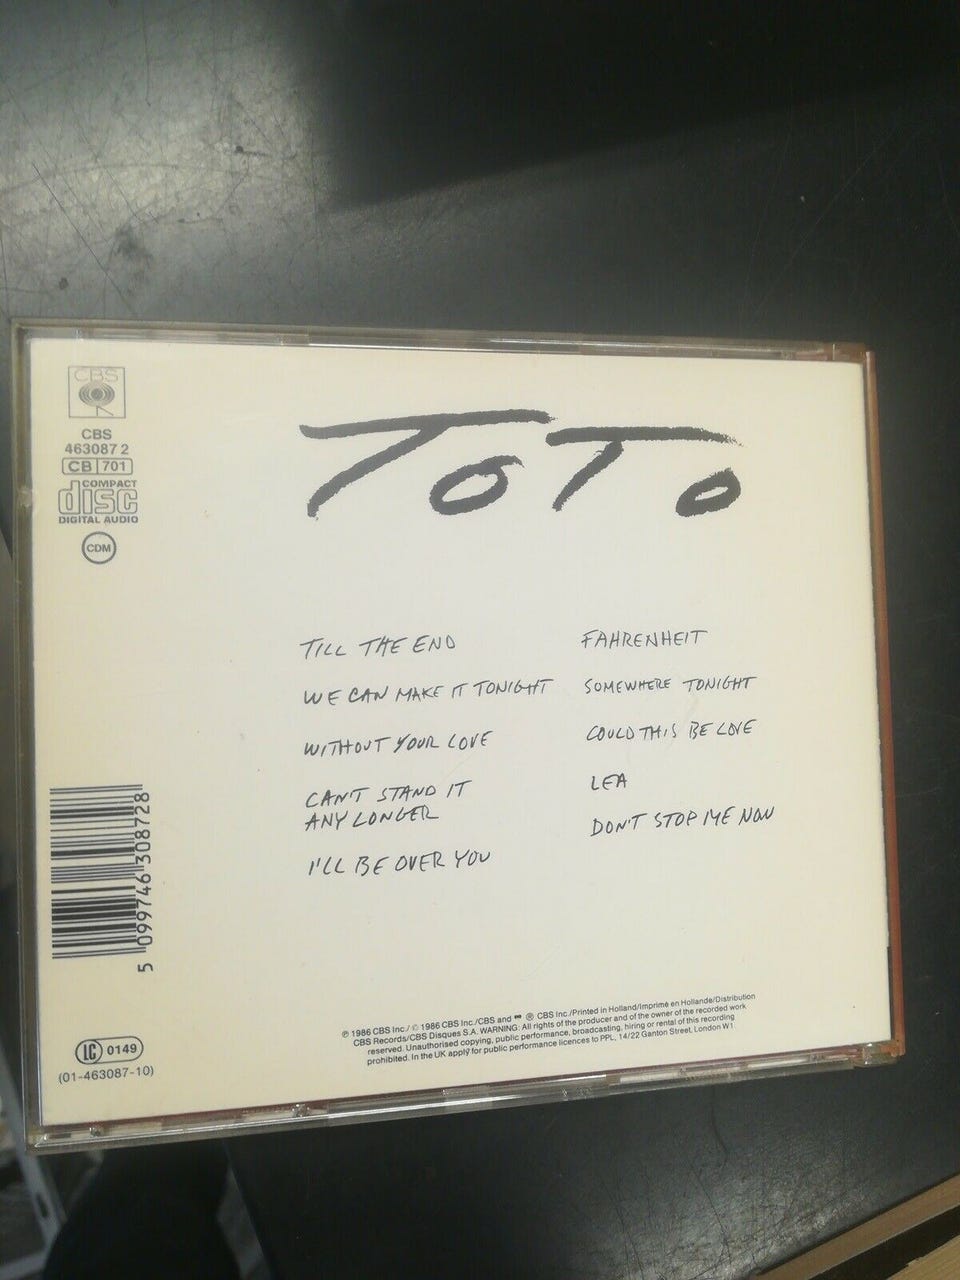 CBS
CBS
463087 2
CB 701
COMPACT
disc
DIGITAL AUDIO
CDM
TOTO
TILL THE END
WE CAN MAKE IT TONIGHT
WITHOUT YOUR LOVE
CAN'T STAND IT
ANY LONGER
I'LL BE OVER YOU
FAHRENHEIT
SOMEWHERE TONIGHT
COULD THIS BE LOVE
LEA
DON'T STOP ME NOW
5 099746 308728
LC 0149
(01-463087-10)
℗ 1986 CBS Inc./© 1986 CBS Inc./CBS and ® CBS Inc./Printed in Holland/Imprimé en Hollande/Distribution
CBS Records/CBS Disques S.A. WARNING: All rights of the producer and of the owner of the recorded work
reserved. Unauthorised copying, public performance, broadcasting, hiring or rental of this recording
prohibited. In the UK apply for public performance licences to PPL, 14/22 Ganton Street, London W1